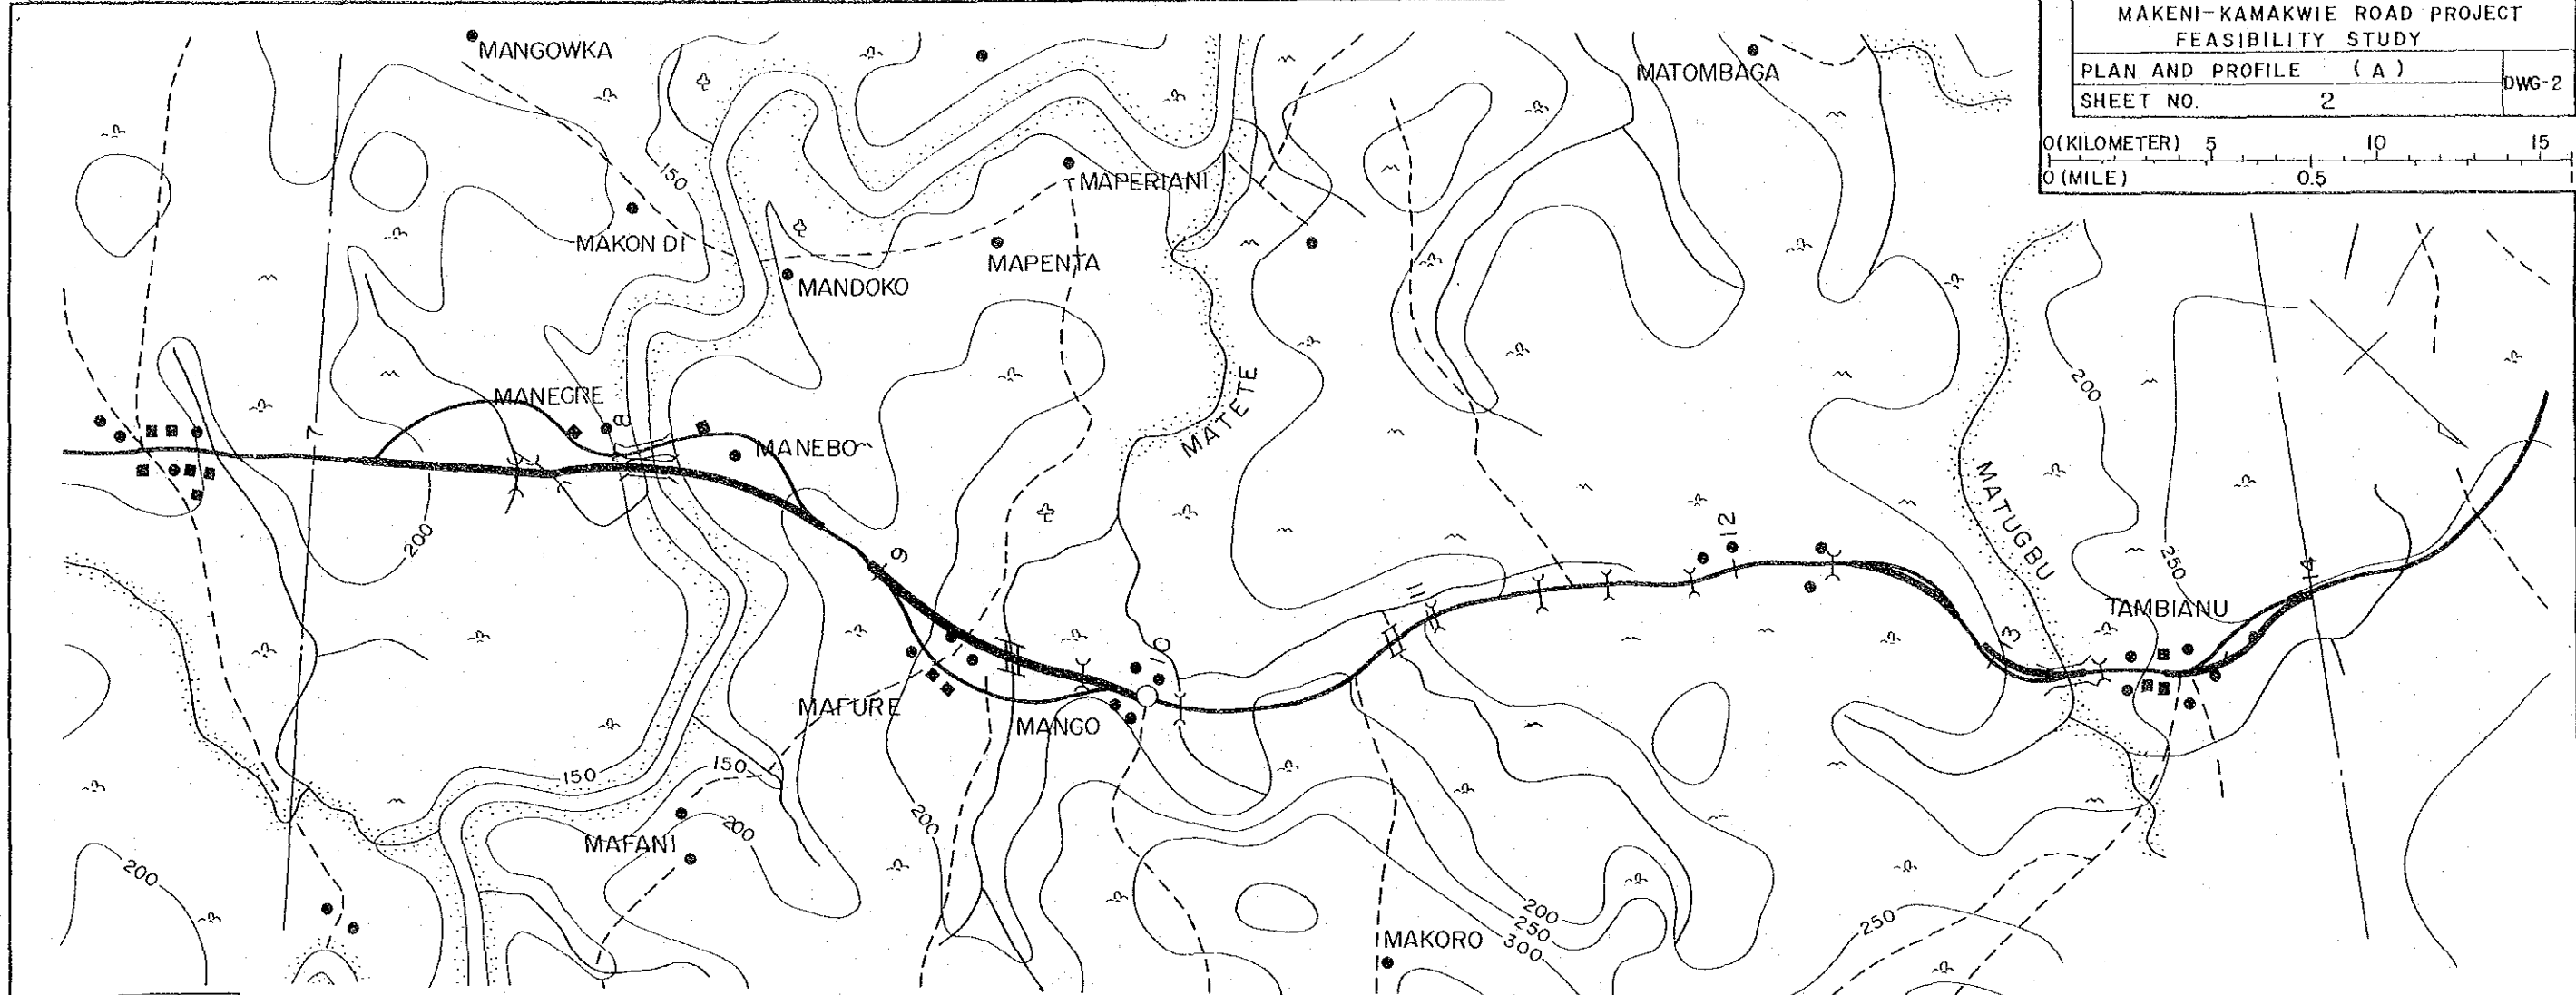 MAKENI-KAMAKWIE ROAD PROJECT
FEASIBILITY STUDY
PLAN AND PROFILE (A)
DWG-2
SHEET NO. 2
0(KILOMETER) 5 10 15
0(MILE) 0.5 1
MANGOWKA
MATOMBAGA
150
MAPERIANI
MAKON DI
MAPENTA
MANDOKO
MANEGRE
MATETE
200
7
8
MANEBO
MATUGBU
12
200
9
250
14
11
TAMBIANU
10
13
MAFURE
MANGO
150
150
200
200
MAFANI
200
200
250
300
MAKORO
250